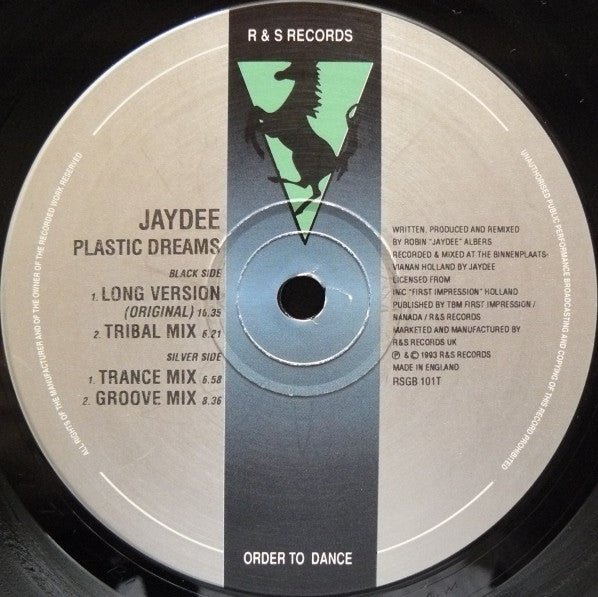 R & S RECORDS
JAYDEE
PLASTIC DREAMS
BLACK SIDE
1. LONG VERSION
(ORIGINAL) 10.35
2. TRIBAL MIX 6.21
SILVER SIDE
1. TRANCE MIX 6.58
2. GROOVE MIX 8.36
WRITTEN, PRODUCED AND REMIXED
BY ROBIN "JAYDEE" ALBERS
RECORDED & MIXED AT THE BINNENPLAATS-
VIANAN HOLLAND BY JAYDEE
LICENSED FROM
INC "FIRST IMPRESSION" HOLLAND
PUBLISHED BY TBM FIRST IMPRESSION /
NANADA / R&S RECORDS
MARKETED AND MANUFACTURED BY
R&S RECORDS UK
℗ & © 1993 R&S RECORDS
MADE IN ENGLAND
RSGB 101T
ORDER TO DANCE
ALL RIGHTS OF THE MANUFACTURER AND OF THE OWNER OF THE RECORDED WORK RESERVED
UNAUTHORISED PUBLIC PERFORMANCE BROADCASTING AND COPYING OF THIS RECORD PROHIBITED